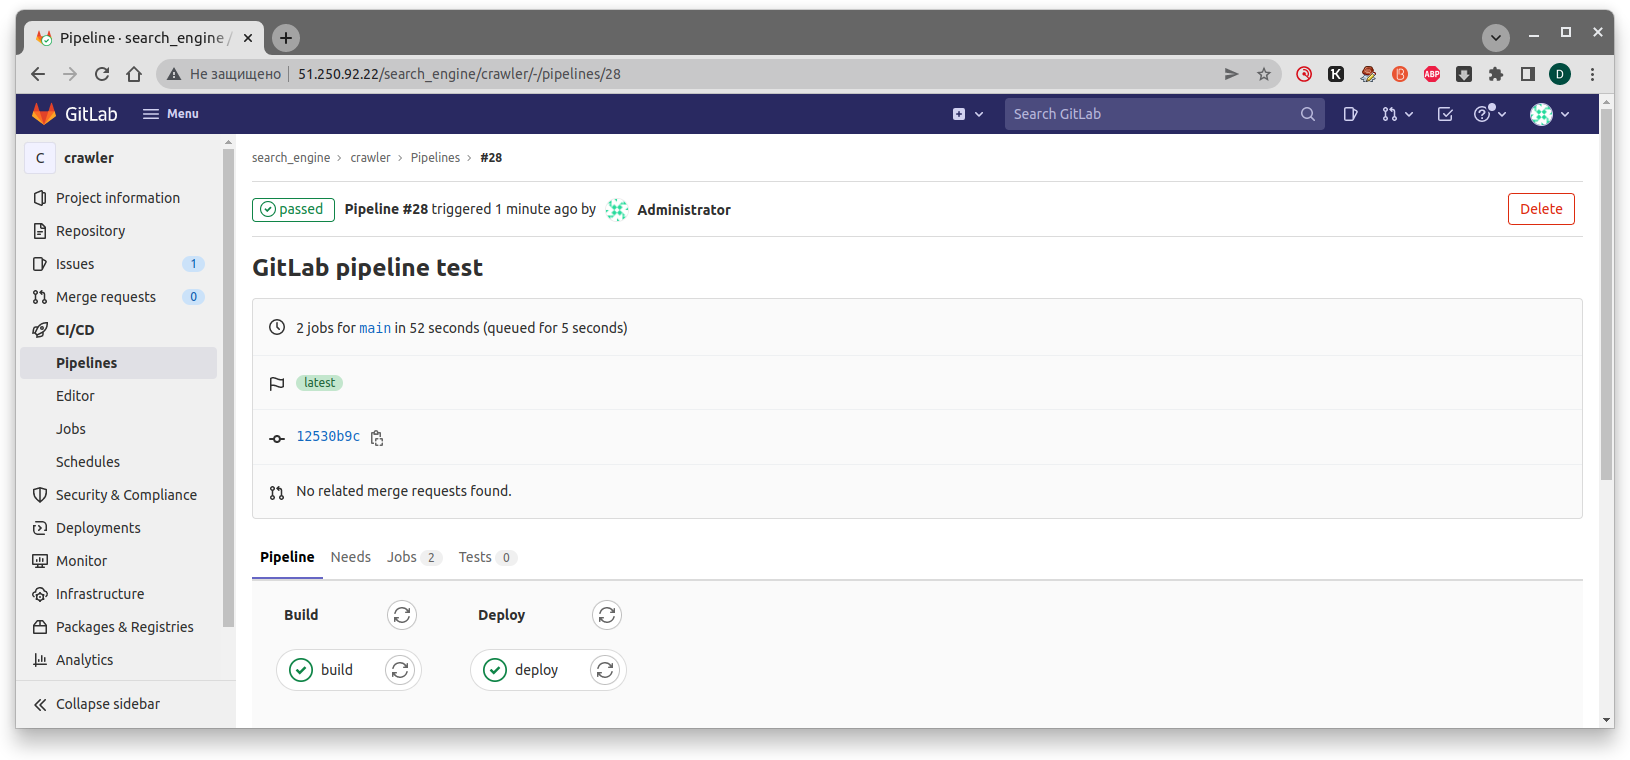 Pipeline · search_engine /
Не защищено 51.250.92.22/search_engine/crawler/-/pipelines/28
K
ABP
D
GitLab Menu Search GitLab
C crawler
Project information
Repository
Issues 1
Merge requests 0
CI/CD
Pipelines
Editor
Jobs
Schedules
Security & Compliance
Deployments
Monitor
Infrastructure
Packages & Registries
Analytics
Collapse sidebar
search_engine › crawler › Pipelines › #28
passed Pipeline #28 triggered 1 minute ago by Administrator Delete
GitLab pipeline test
2 jobs for main in 52 seconds (queued for 5 seconds)
latest
12530b9c
No related merge requests found.
Pipeline Needs Jobs 2 Tests 0
Build Deploy
build deploy